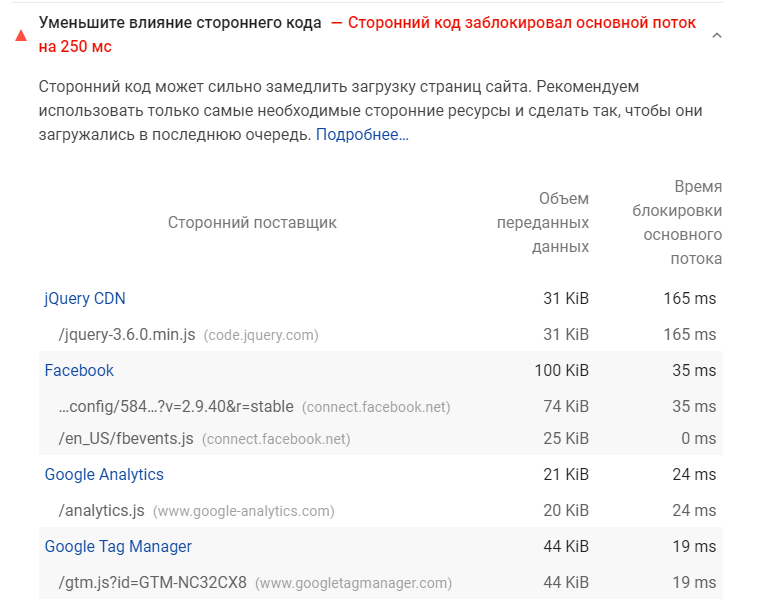 Уменьшите влияние стороннего кода — Сторонний код заблокировал основной поток
на 250 мс
Сторонний код может сильно замедлить загрузку страниц сайта. Рекомендуем
использовать только самые необходимые сторонние ресурсы и сделать так, чтобы они
загружались в последнюю очередь. Подробнее…
Сторонний поставщик
Объем
переданных
данных
Время
блокировки
основного
потока
jQuery CDN 31 KiB 165 ms
/jquery-3.6.0.min.js (code.jquery.com) 31 KiB 165 ms
Facebook 100 KiB 35 ms
…config/584…?v=2.9.40&r=stable (connect.facebook.net) 74 KiB 35 ms
/en_US/fbevents.js (connect.facebook.net) 25 KiB 0 ms
Google Analytics 21 KiB 24 ms
/analytics.js (www.google-analytics.com) 20 KiB 24 ms
Google Tag Manager 44 KiB 19 ms
/gtm.js?id=GTM-NC32CX8 (www.googletagmanager.com) 44 KiB 19 ms